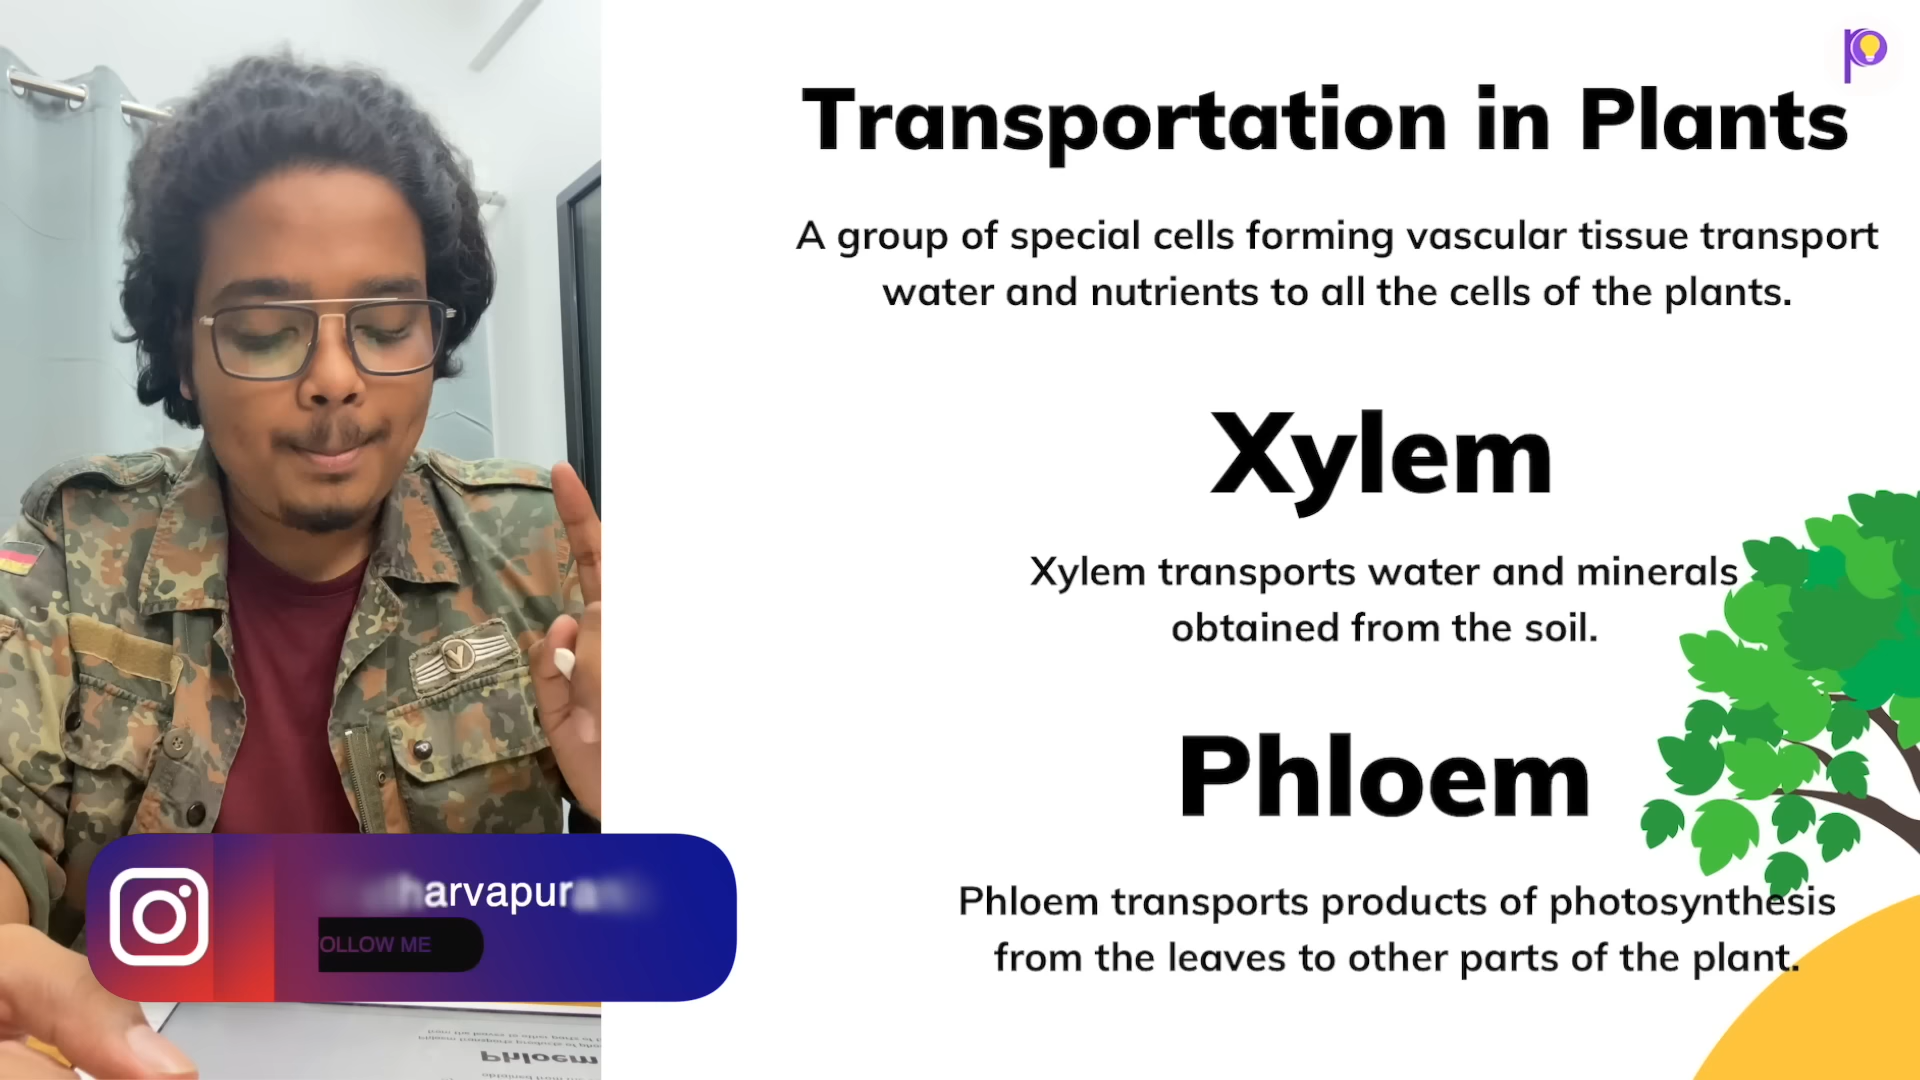 Transportation in Plants
A group of special cells forming vascular tissue transport
water and nutrients to all the cells of the plants.
Xylem
Xylem transports water and minerals
obtained from the soil.
Phloem
Phloem transports products of photosynthesis
from the leaves to other parts of the plant.
OLLOW ME
Phloem